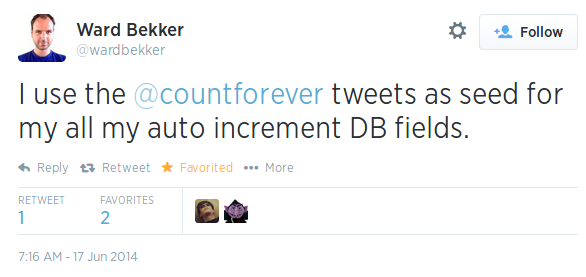 Ward Bekker
@wardbekker
Follow
I use the @countforever tweets as seed for
my all my auto increment DB fields.
Reply Retweet Favorited More
RETWEET FAVORITES
1 2
7:16 AM - 17 Jun 2014